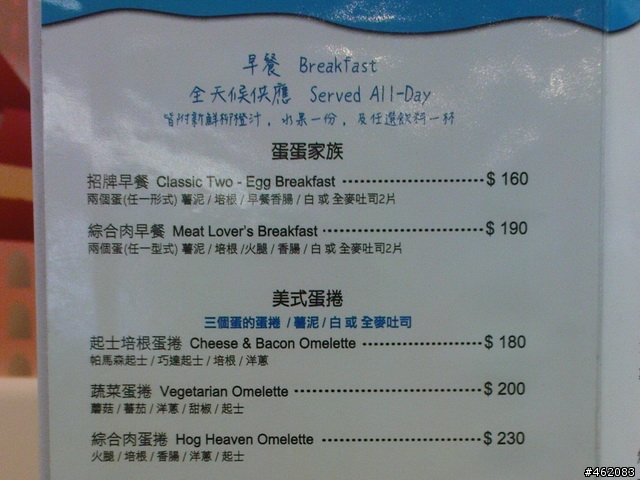 早餐 Breakfast
全天候供應 Served All-Day
皆附新鮮柳橙汁，水果一份，及任選飲料一杯
蛋蛋家族
招牌早餐 Classic Two - Egg Breakfast $ 160
兩個蛋(任一形式) 薯泥 / 培根 / 早餐香腸 / 白 或 全麥吐司2片
綜合肉早餐 Meat Lover's Breakfast $ 190
兩個蛋(任一型式) 薯泥 / 培根 /火腿 / 香腸 / 白 或 全麥吐司2片
美式蛋捲
三個蛋的蛋捲 / 薯泥 / 白 或 全麥吐司
起士培根蛋捲 Cheese & Bacon Omelette $ 180
帕馬森起士 / 巧達起士 / 培根 / 洋蔥
蔬菜蛋捲 Vegetarian Omelette $ 200
蘑菇 / 蕃茄 / 洋蔥 / 甜椒 / 起士
綜合肉蛋捲 Hog Heaven Omelette $ 230
火腿 / 培根 / 香腸 / 洋蔥 / 起士
#462083